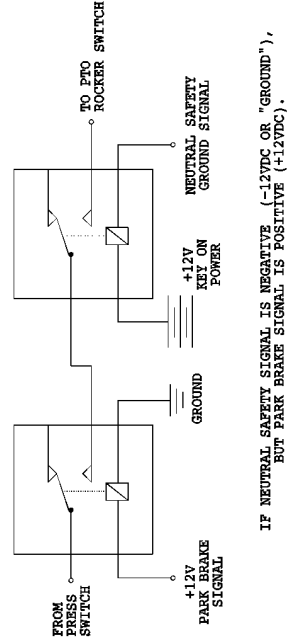 FROM
PRESS
SWITCH
+12V
PARK BRAKE
SIGNAL
GROUND
+12V
KEY ON
POWER
NEUTRAL SAFETY
GROUND SIGNAL
TO PTO
ROCKER SWITCH
IF NEUTRAL SAFETY SIGNAL IS NEGATIVE (-12VDC OR "GROUND"),
BUT PARK BRAKE SIGNAL IS POSITIVE (+12VDC).